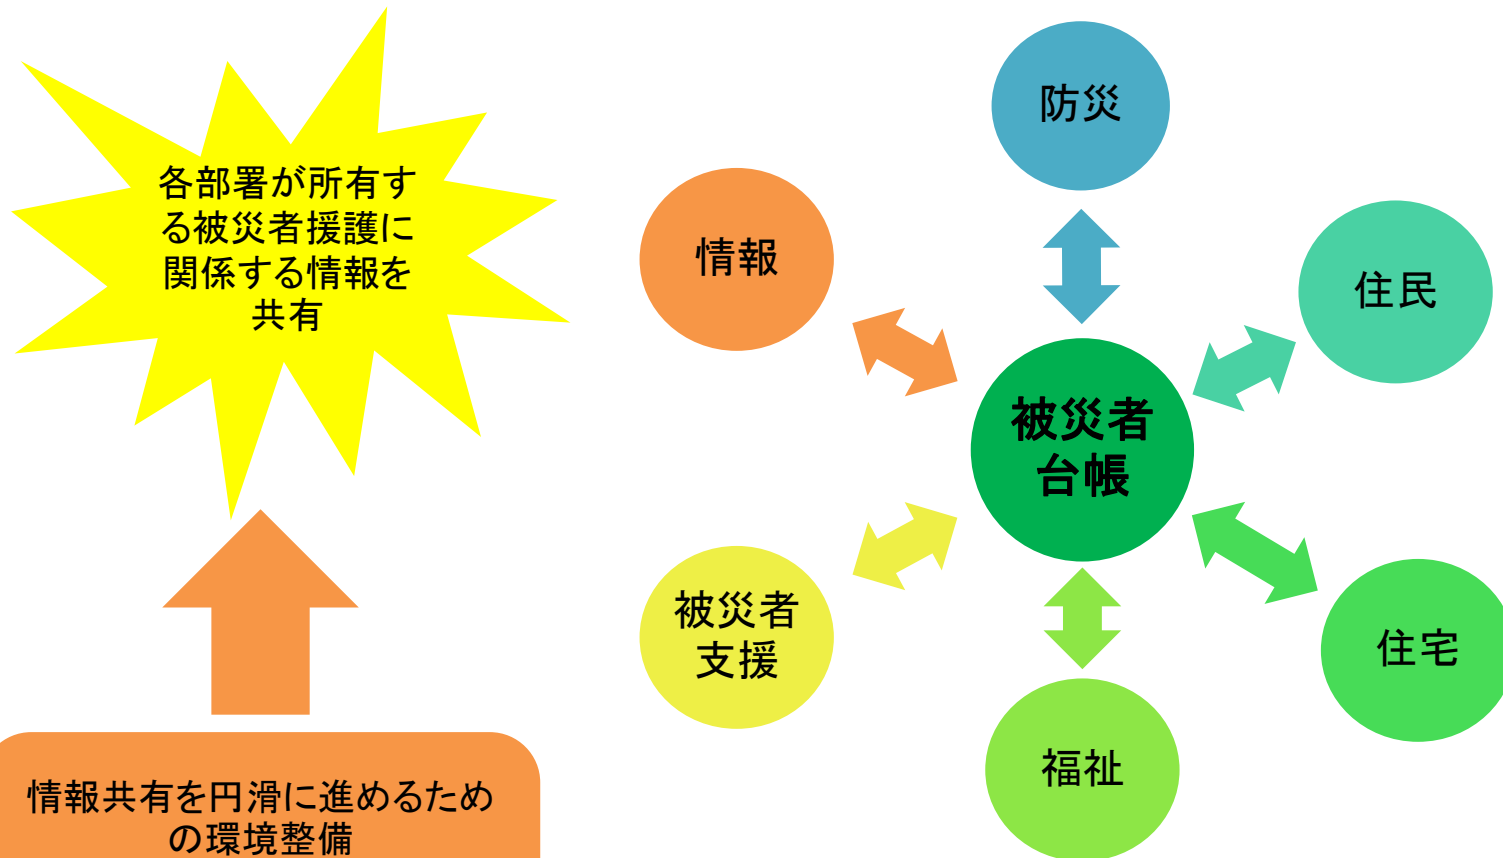 各部署が所有す
る被災者援護に
関係する情報を
共有
情報共有を円滑に進めるため
の環境整備
防災
情報
住民
被災者
台帳
被災者
支援
住宅
福祉